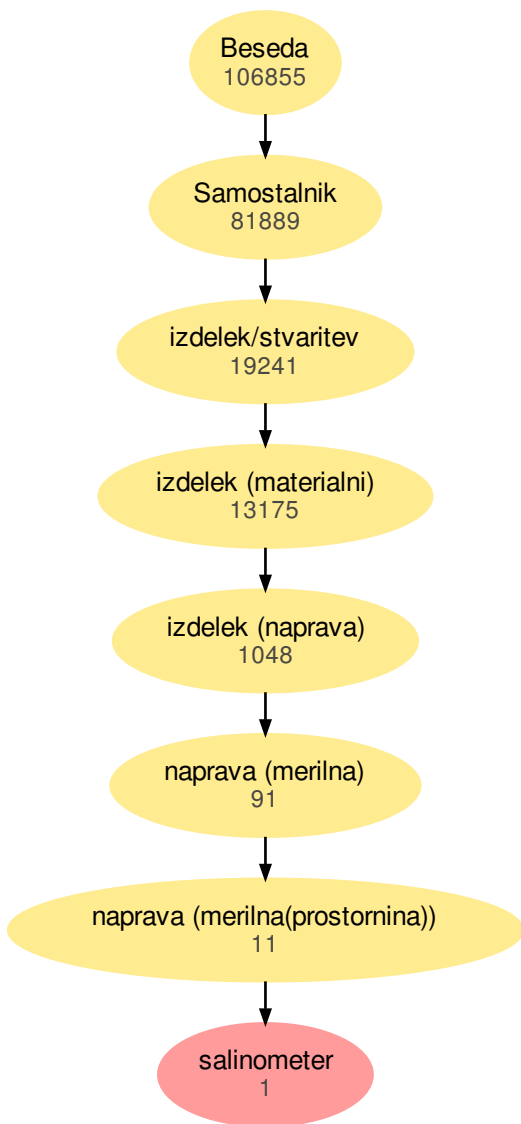 Beseda
106855
Samostalnik
81889
izdelek/stvaritev
19241
izdelek (materialni)
13175
izdelek (naprava)
1048
naprava (merilna)
91
naprava (merilna(prostornina))
11
salinometer
1